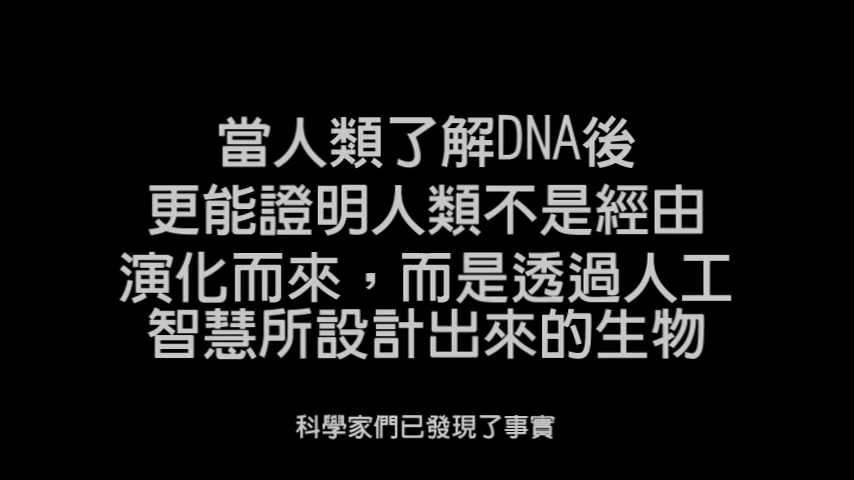 當人類了解DNA後
更能證明人類不是經由
演化而來，而是透過人工
智慧所設計出來的生物
科學家們已發現了事實